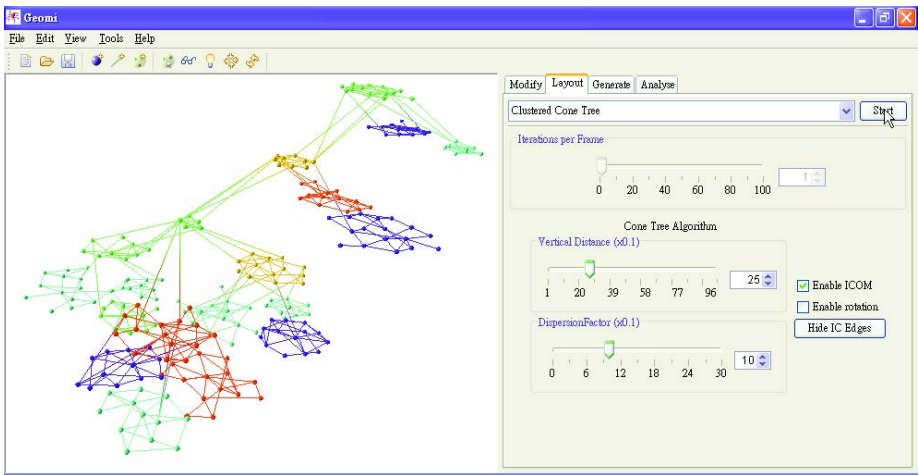 Geomi
File Edit View Tools Help
Modify Layout Generate Analyse
Clustered Cone Tree Start
Iterations per Frame
0 20 40 60 80 100 1
Cone Tree Algorithm
Vertical Distance (x0.1)
1 20 39 58 77 96 25
Enable ICOM
Enable rotation
DispersionFactor (x0.1)
Hide IC Edges
0 6 12 18 24 30 10